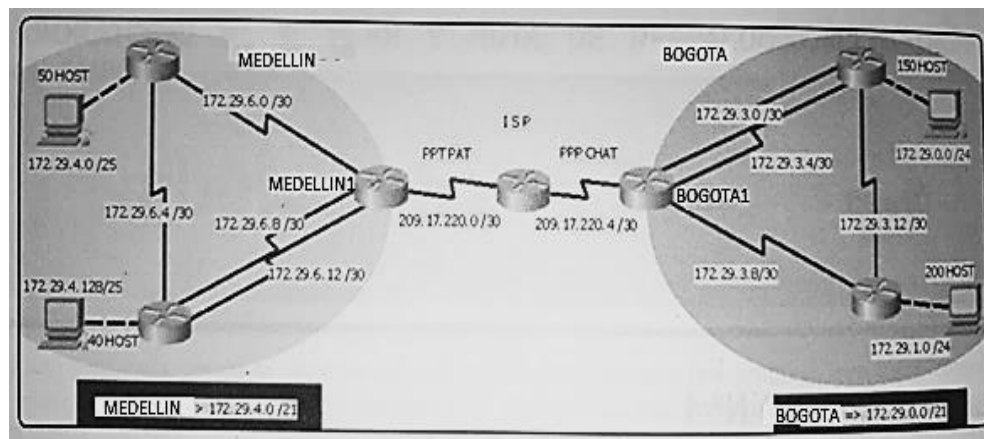 MEDELLIN
BOGOTA
50 HOST
150 HOST
172.29.6.0 /30
ISP
172.29.3.0 /30
172.29.4.0 /25
PPTPAT
PPP CHAT
172.29.3.4/30
172.29.0.0 /24
MEDELLIN1
BOGOTA1
172.29.6.4 /30
172.29.6.8 /30
209.17.220.0 /30
209.17.220.4 /30
172.29.3.12 /30
172.29.6.12 /30
172.29.3.8/30
172.29.4.128/25
200 HOST
40 HOST
172.29.1.0 /24
MEDELLIN > 172.29.4.0 /21
BOGOTA => 172.29.0.0 /21